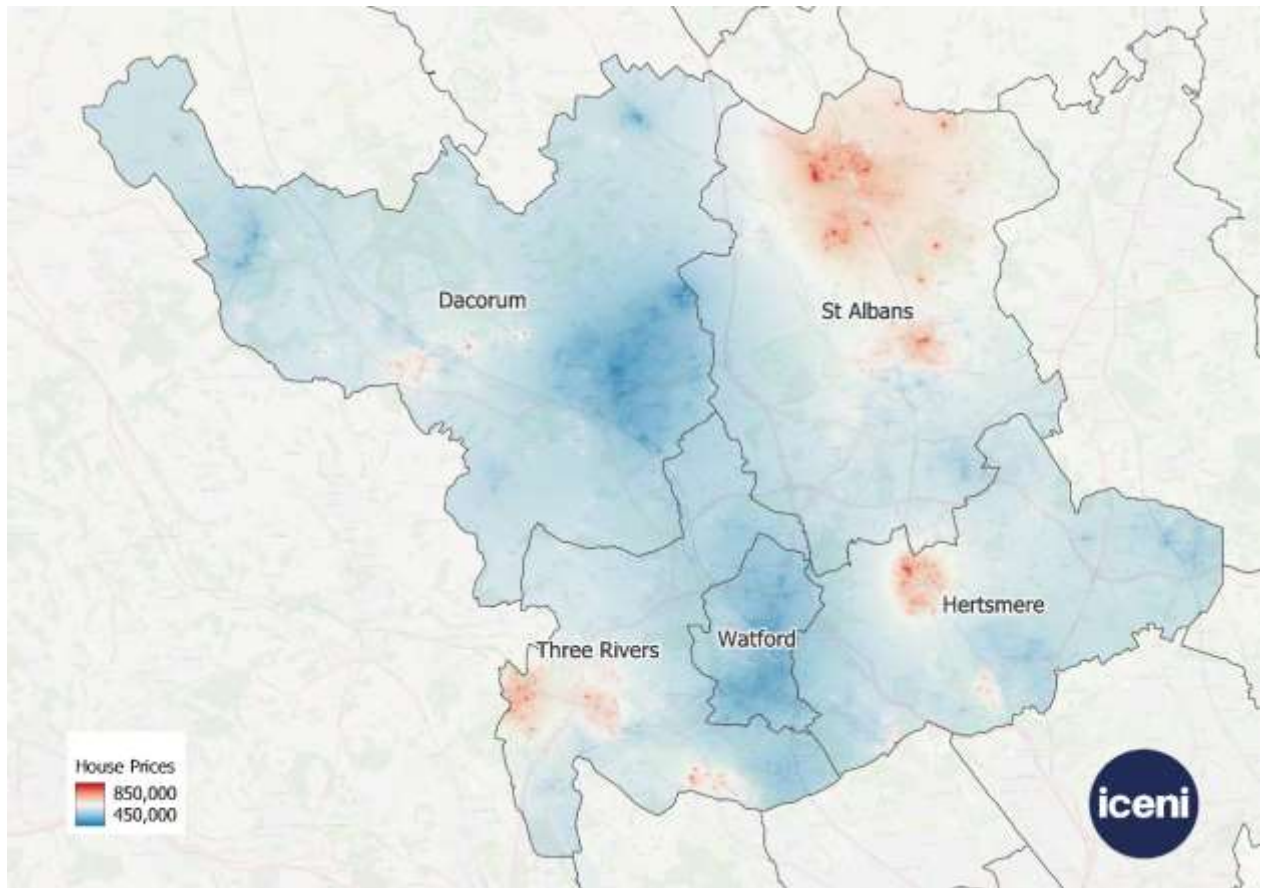 Dacorum
St Albans
Hertsmere
Watford
Three Rivers
House Prices
850,000
450,000
iceni